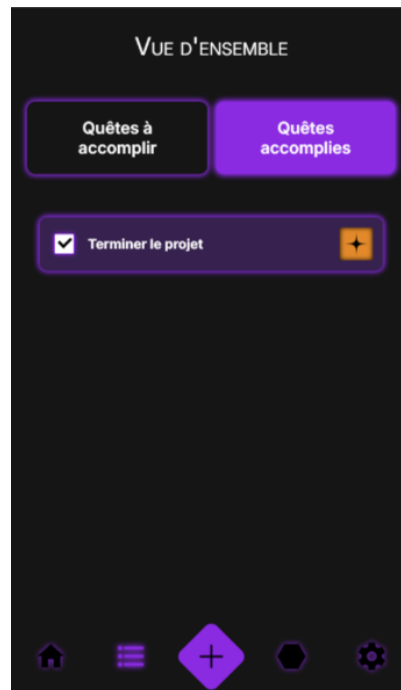 Vue d'ensemble
Quêtes à
accomplir
Quêtes
accomplies
Terminer le projet